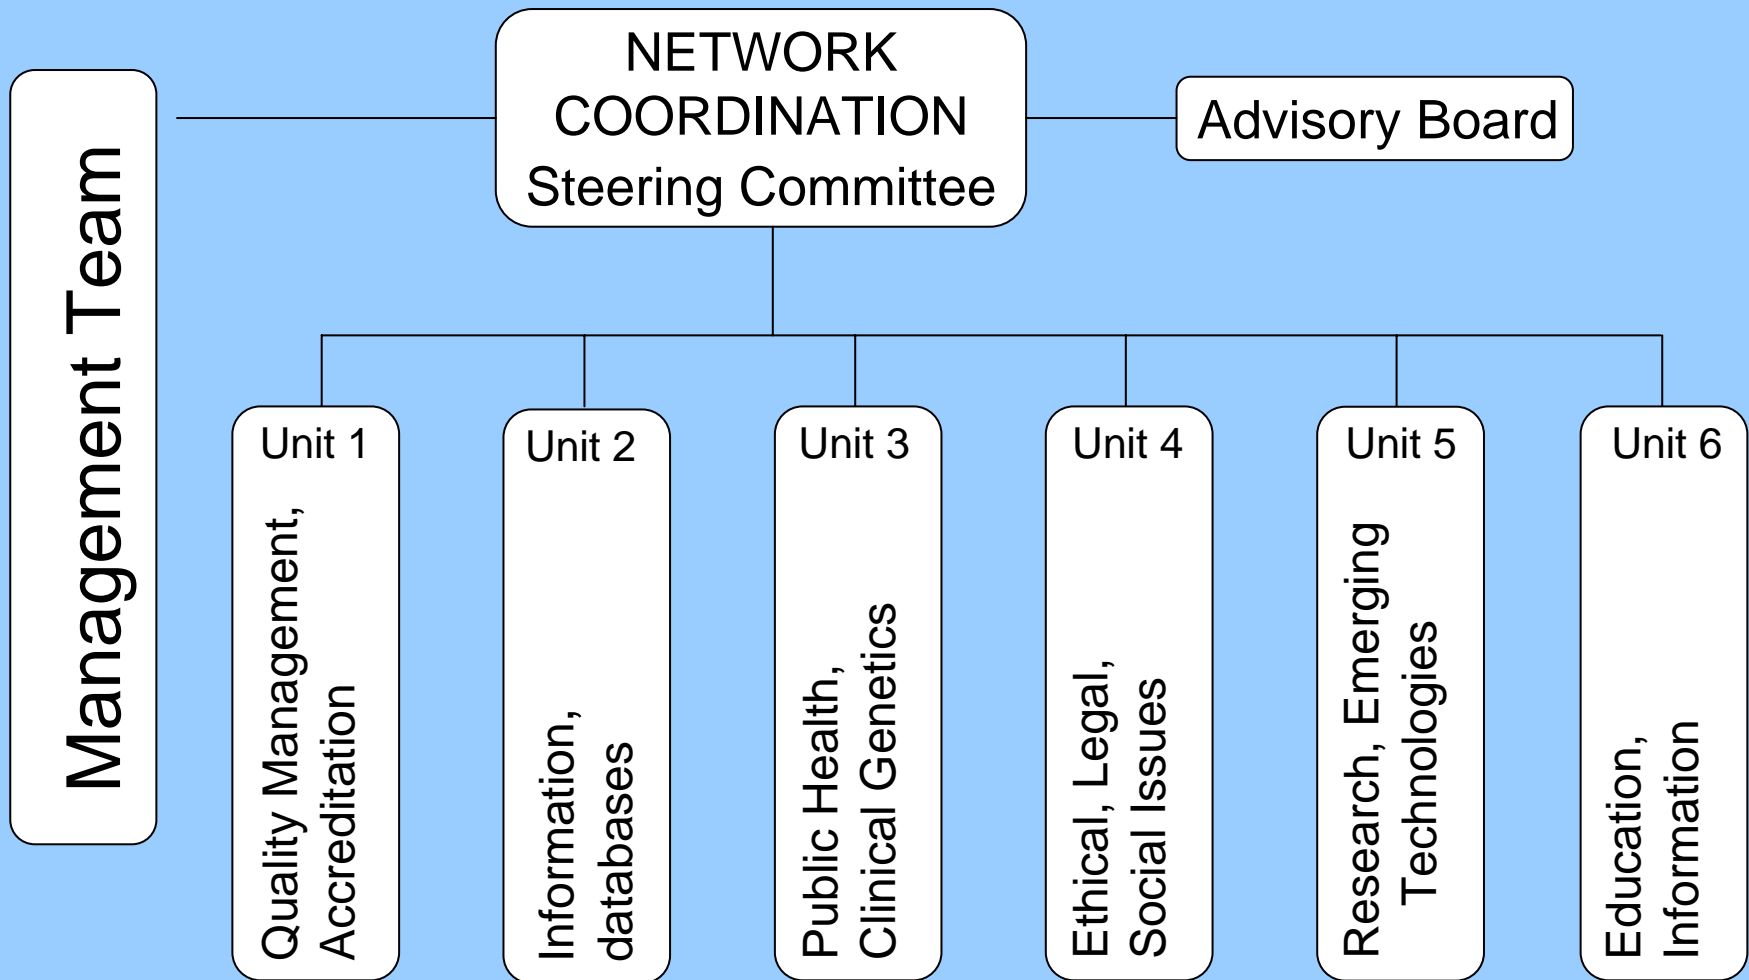 NETWORK
COORDINATION
Steering Committee
Advisory Board
Management Team
Unit 1
Quality Management,
Accreditation
Unit 2
Information,
databases
Unit 3
Public Health,
Clinical Genetics
Unit 4
Ethical, Legal,
Social Issues
Unit 5
Research, Emerging
Technologies
Unit 6
Education,
Information